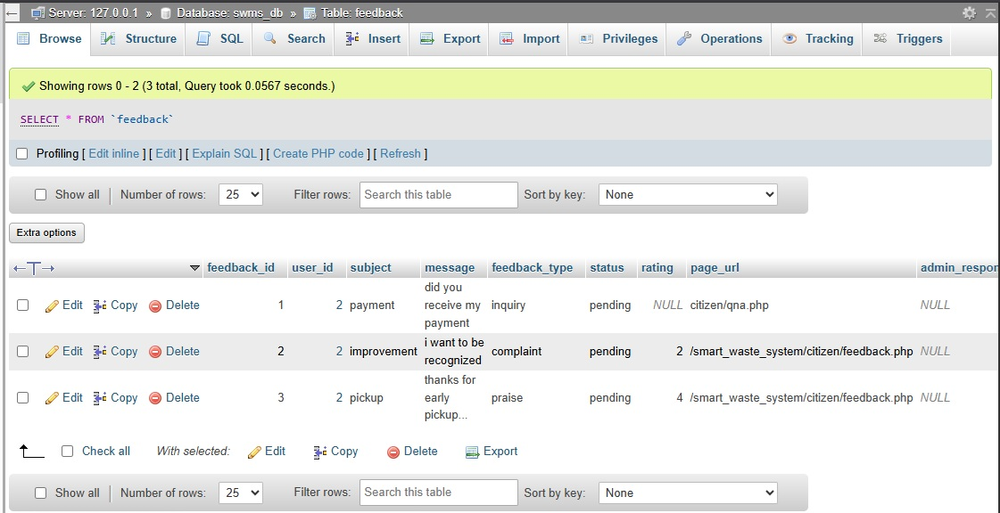 Server: 127.0.0.1 » Database: swms_db » Table: feedback
Browse Structure SQL Search Insert Export Import Privileges Operations Tracking Triggers
Showing rows 0 - 2 (3 total, Query took 0.0567 seconds.)
SELECT * FROM `feedback`
Profiling [ Edit inline ] [ Edit ] [ Explain SQL ] [ Create PHP code ] [ Refresh ]
Show all | Number of rows: 25 Filter rows: Search this table Sort by key: None
Extra options
←T→ feedback_id user_id subject message feedback_type status rating page_url admin_respon
Edit Copy Delete 1 2 payment did you receive my payment inquiry pending NULL citizen/qna.php NULL
Edit Copy Delete 2 2 improvement i want to be recognized complaint pending 2 /smart_waste_system/citizen/feedback.php NULL
Edit Copy Delete 3 2 pickup thanks for early pickup... praise pending 4 /smart_waste_system/citizen/feedback.php NULL
Check all With selected: Edit Copy Delete Export
Show all | Number of rows: 25 Filter rows: Search this table Sort by key: None